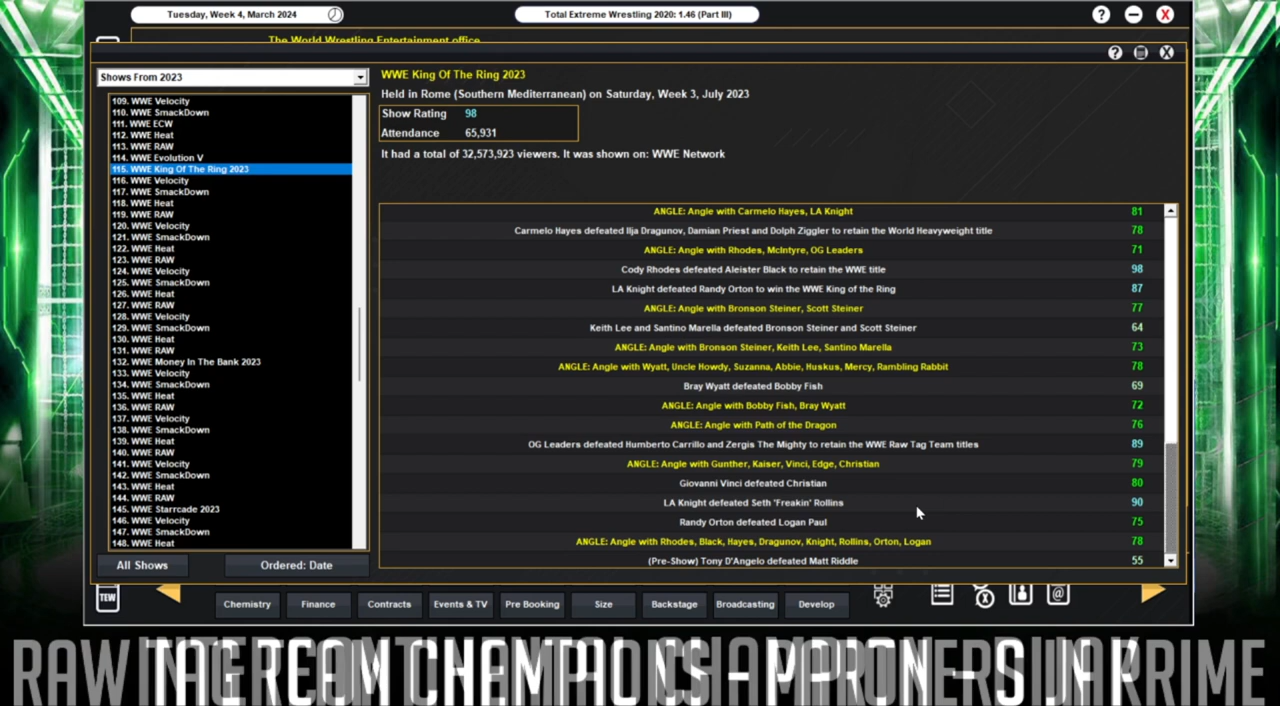 Tuesday, Week 4, March 2024
Total Extreme Wrestling 2020: 1.46 (Part III)
?
X
The World Wrestling Entertainment office
?
X
Shows From 2023
109. WWE Velocity
110. WWE SmackDown
111. WWE ECW
112. WWE Heat
113. WWE RAW
114. WWE Evolution V
115. WWE King Of The Ring 2023
116. WWE Velocity
117. WWE SmackDown
118. WWE Heat
119. WWE RAW
120. WWE Velocity
121. WWE SmackDown
122. WWE Heat
123. WWE RAW
124. WWE Velocity
125. WWE SmackDown
126. WWE Heat
127. WWE RAW
128. WWE Velocity
129. WWE SmackDown
130. WWE Heat
131. WWE RAW
132. WWE Money In The Bank 2023
133. WWE Velocity
134. WWE SmackDown
135. WWE Heat
136. WWE RAW
137. WWE Velocity
138. WWE SmackDown
139. WWE Heat
140. WWE RAW
141. WWE Velocity
142. WWE SmackDown
143. WWE Heat
144. WWE RAW
145. WWE Starrcade 2023
146. WWE Velocity
147. WWE SmackDown
148. WWE Heat
All Shows
Ordered: Date
WWE King Of The Ring 2023
Held in Rome (Southern Mediterranean) on Saturday, Week 3, July 2023
Show Rating 98
Attendance 65,931
It had a total of 32,573,923 viewers. It was shown on: WWE Network
ANGLE: Angle with Carmelo Hayes, LA Knight 81
Carmelo Hayes defeated Ilja Dragunov, Damian Priest and Dolph Ziggler to retain the World Heavyweight title 78
ANGLE: Angle with Rhodes, McIntyre, OG Leaders 71
Cody Rhodes defeated Aleister Black to retain the WWE title 98
LA Knight defeated Randy Orton to win the WWE King of the Ring 87
ANGLE: Angle with Bronson Steiner, Scott Steiner 77
Keith Lee and Santino Marella defeated Bronson Steiner and Scott Steiner 64
ANGLE: Angle with Bronson Steiner, Keith Lee, Santino Marella 73
ANGLE: Angle with Wyatt, Uncle Howdy, Suzanna, Abbie, Huskus, Mercy, Rambling Rabbit 78
Bray Wyatt defeated Bobby Fish 69
ANGLE: Angle with Bobby Fish, Bray Wyatt 72
ANGLE: Angle with Path of the Dragon 76
OG Leaders defeated Humberto Carrillo and Zergis The Mighty to retain the WWE Raw Tag Team titles 89
ANGLE: Angle with Gunther, Kaiser, Vinci, Edge, Christian 79
Giovanni Vinci defeated Christian 80
LA Knight defeated Seth 'Freakin' Rollins 90
Randy Orton defeated Logan Paul 75
ANGLE: Angle with Rhodes, Black, Hayes, Dragunov, Knight, Rollins, Orton, Logan 78
(Pre-Show) Tony D'Angelo defeated Matt Riddle 55
TEW
Chemistry
Finance
Contracts
Events & TV
Pre Booking
Size
Backstage
Broadcasting
Develop